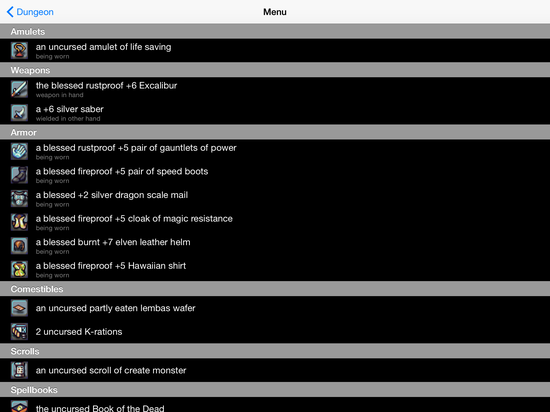 Dungeon
Menu
Amulets
an uncursed amulet of life saving
being worn
Weapons
the blessed rustproof +6 Excalibur
weapon in hand
a +6 silver saber
wielded in other hand
Armor
a blessed rustproof +5 pair of gauntlets of power
being worn
a blessed fireproof +5 pair of speed boots
being worn
a blessed +2 silver dragon scale mail
being worn
a blessed fireproof +5 cloak of magic resistance
being worn
a blessed burnt +7 elven leather helm
being worn
a blessed fireproof +5 Hawaiian shirt
being worn
Comestibles
an uncursed partly eaten lembas wafer
2 uncursed K-rations
Scrolls
an uncursed scroll of create monster
Spellbooks
the uncursed Book of the Dead